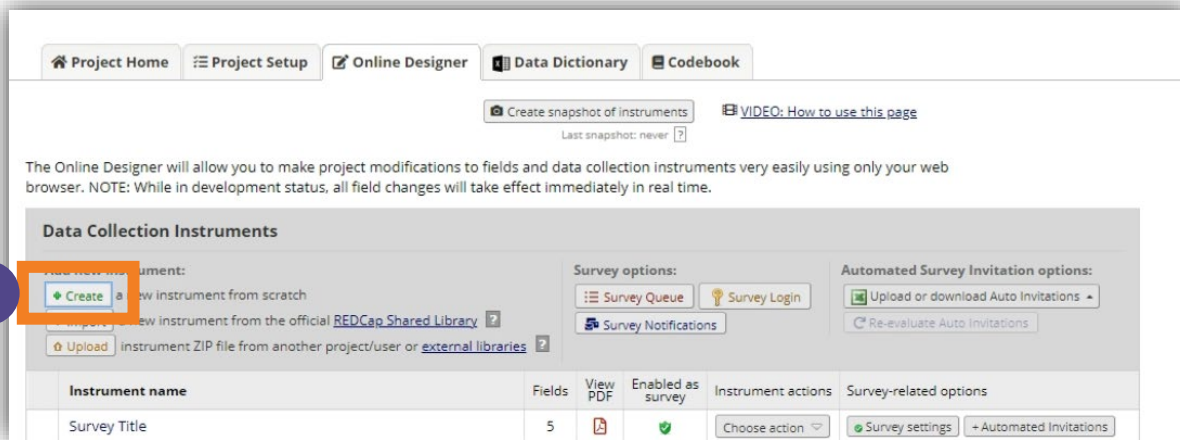 Project Home Project Setup Online Designer Data Dictionary Codebook
Create snapshot of instruments VIDEO: How to use this page
Last snapshot: never ?
The Online Designer will allow you to make project modifications to fields and data collection instruments very easily using only your web
browser. NOTE: While in development status, all field changes will take effect immediately in real time.
Data Collection Instruments
instrument: Survey options: Automated Survey Invitation options:
Create a new instrument from scratch Survey Queue Survey Login Upload or download Auto Invitations
a new instrument from the official REDCap Shared Library ? Survey Notifications Re-evaluate Auto Invitations
Upload instrument ZIP file from another project/user or external libraries ?
Instrument name Fields View PDF Enabled as survey Instrument actions Survey-related options
Survey Title 5 Choose action Survey settings + Automated Invitations